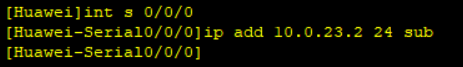 [Huawei]int s 0/0/0
[Huawei-Serial0/0/0]ip add 10.0.23.2 24 sub
[Huawei-Serial0/0/0]